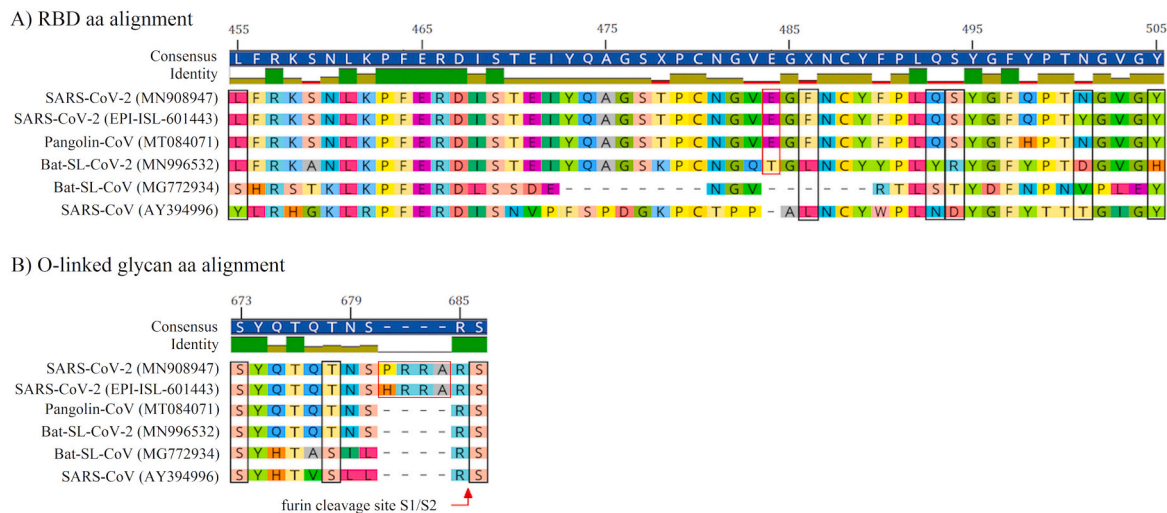 A) RBD aa alignment
455 465 475 485 495 505
Consensus L F R K S N L K P F E R D I S T E I Y Q A G S X P C N G V E G X N C Y F P L Q S Y G F Y P T N G V G Y
Identity
SARS-CoV-2 (MN908947) L F R K S N L K P F E R D I S T E I Y Q A G S T P C N G V E G F N C Y F P L Q S Y G F Q P T N G V G Y
SARS-CoV-2 (EPI-ISL-601443) L F R K S N L K P F E R D I S T E I Y Q A G S T P C N G V E G F N C Y F P L Q S Y G F Q P T Y G V G Y
Pangolin-CoV (MT084071) L F R K S N L K P F E R D I S T E I Y Q A G S T P C N G V E G F N C Y F P L Q S Y G F H P T N G V G Y
Bat-SL-CoV-2 (MN996532) L F R K A N L K P F E R D I S T E I Y Q A G S K P C N G Q T G L N C Y Y P L Y R Y G F Y P T D G V G H
Bat-SL-CoV (MG772934) S H R S T K L K P F E R D L S S D E - - - - - - - - N G V - - - - - - R T L S T Y D F N P N V P L E Y
SARS-CoV (AY394996) Y L R H G K L R P F E R D I S N V P F S P D G K P C T P P - A L N C Y W P L N D Y G F Y T T T G I G Y
B) O-linked glycan aa alignment
673 679 685
Consensus S Y Q T Q T N S - - - - R S
Identity
SARS-CoV-2 (MN908947) S Y Q T Q T N S P R R A R S
SARS-CoV-2 (EPI-ISL-601443) S Y Q T Q T N S H R R A R S
Pangolin-CoV (MT084071) S Y Q T Q T N S - - - - R S
Bat-SL-CoV-2 (MN996532) S Y Q T Q T N S - - - - R S
Bat-SL-CoV (MG772934) S Y H T A S I L - - - - R S
SARS-CoV (AY394996) S Y H T V S L L - - - - R S
furin cleavage site S1/S2